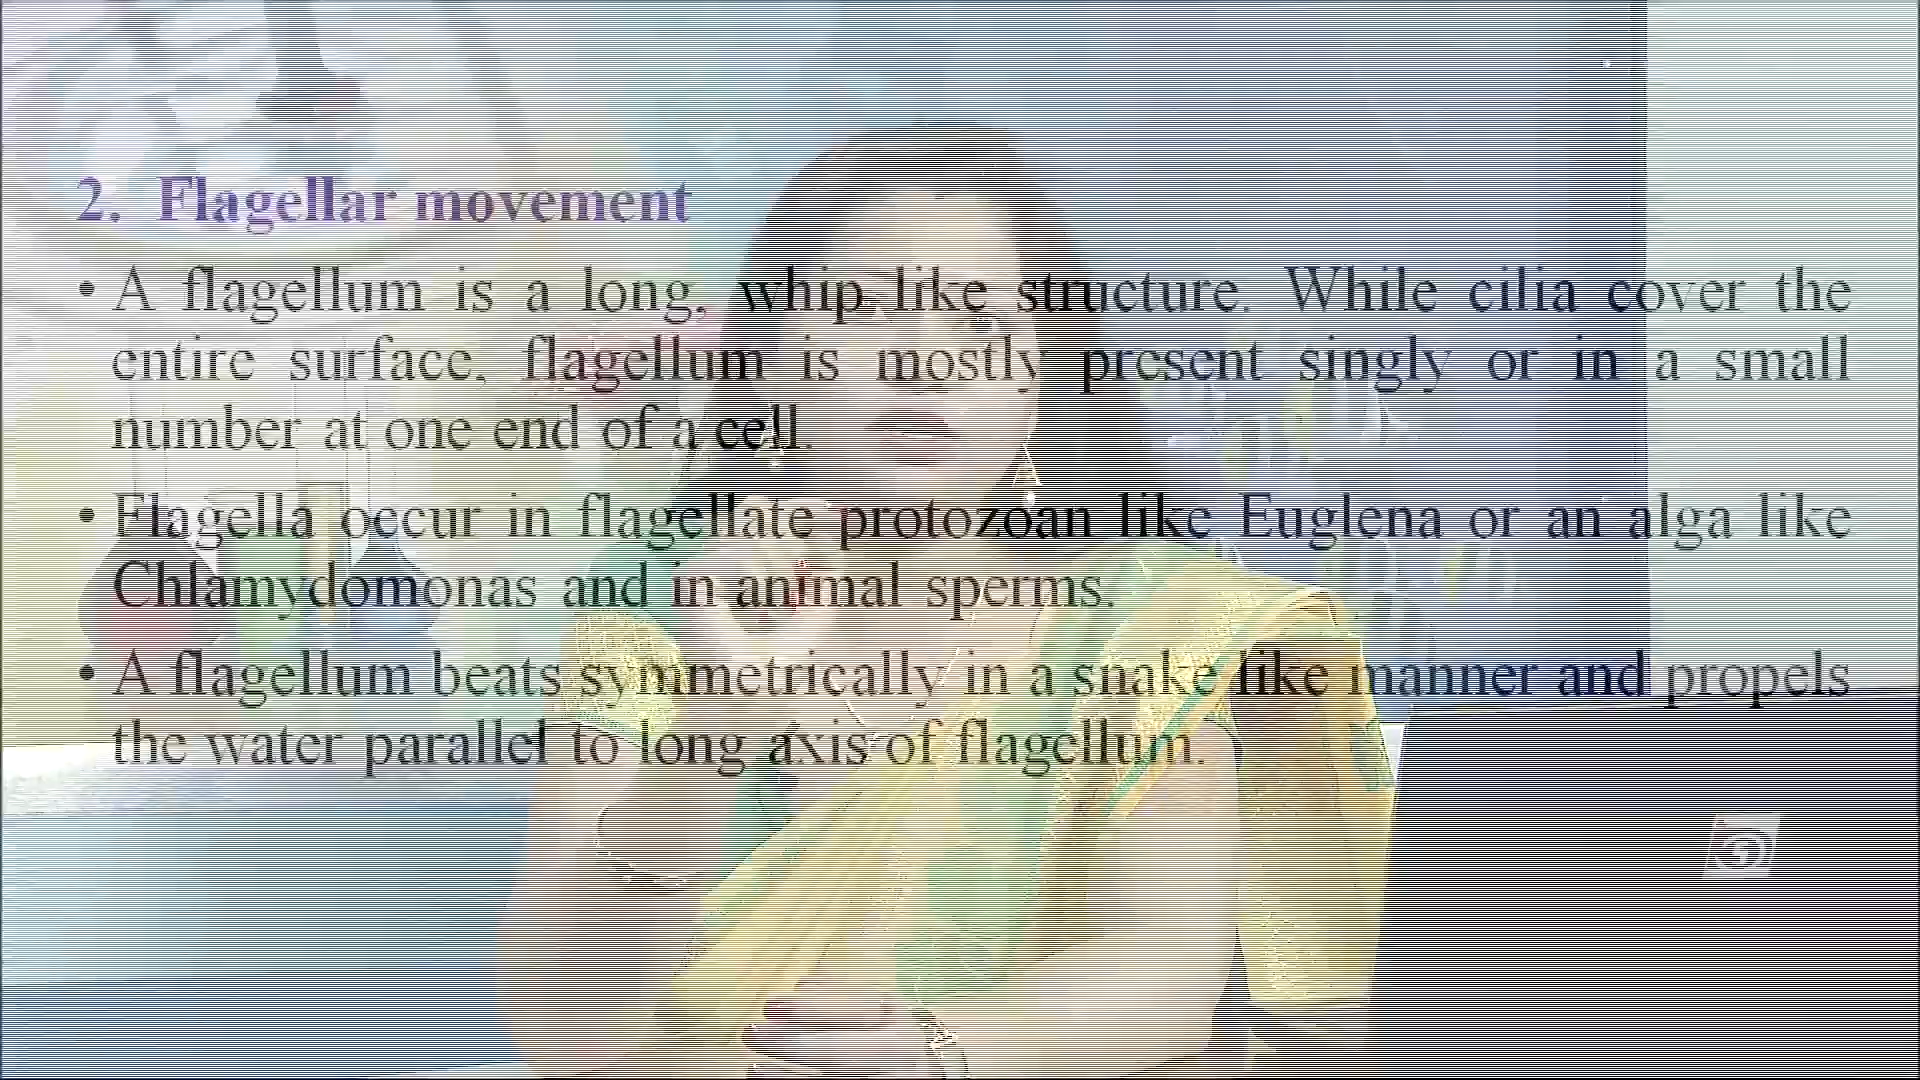 2. Flagellar movement
• A flagellum is a long, whip like structure. While cilia cover the
entire surface, flagellum is mostly present singly or in a small
number at one end of a cell.
• Flagella occur in flagellate protozoan like Euglena or an alga like
Chlamydomonas and in animal sperms.
• A flagellum beats symmetrically in a snake like manner and propels
the water parallel to long axis of flagellum.